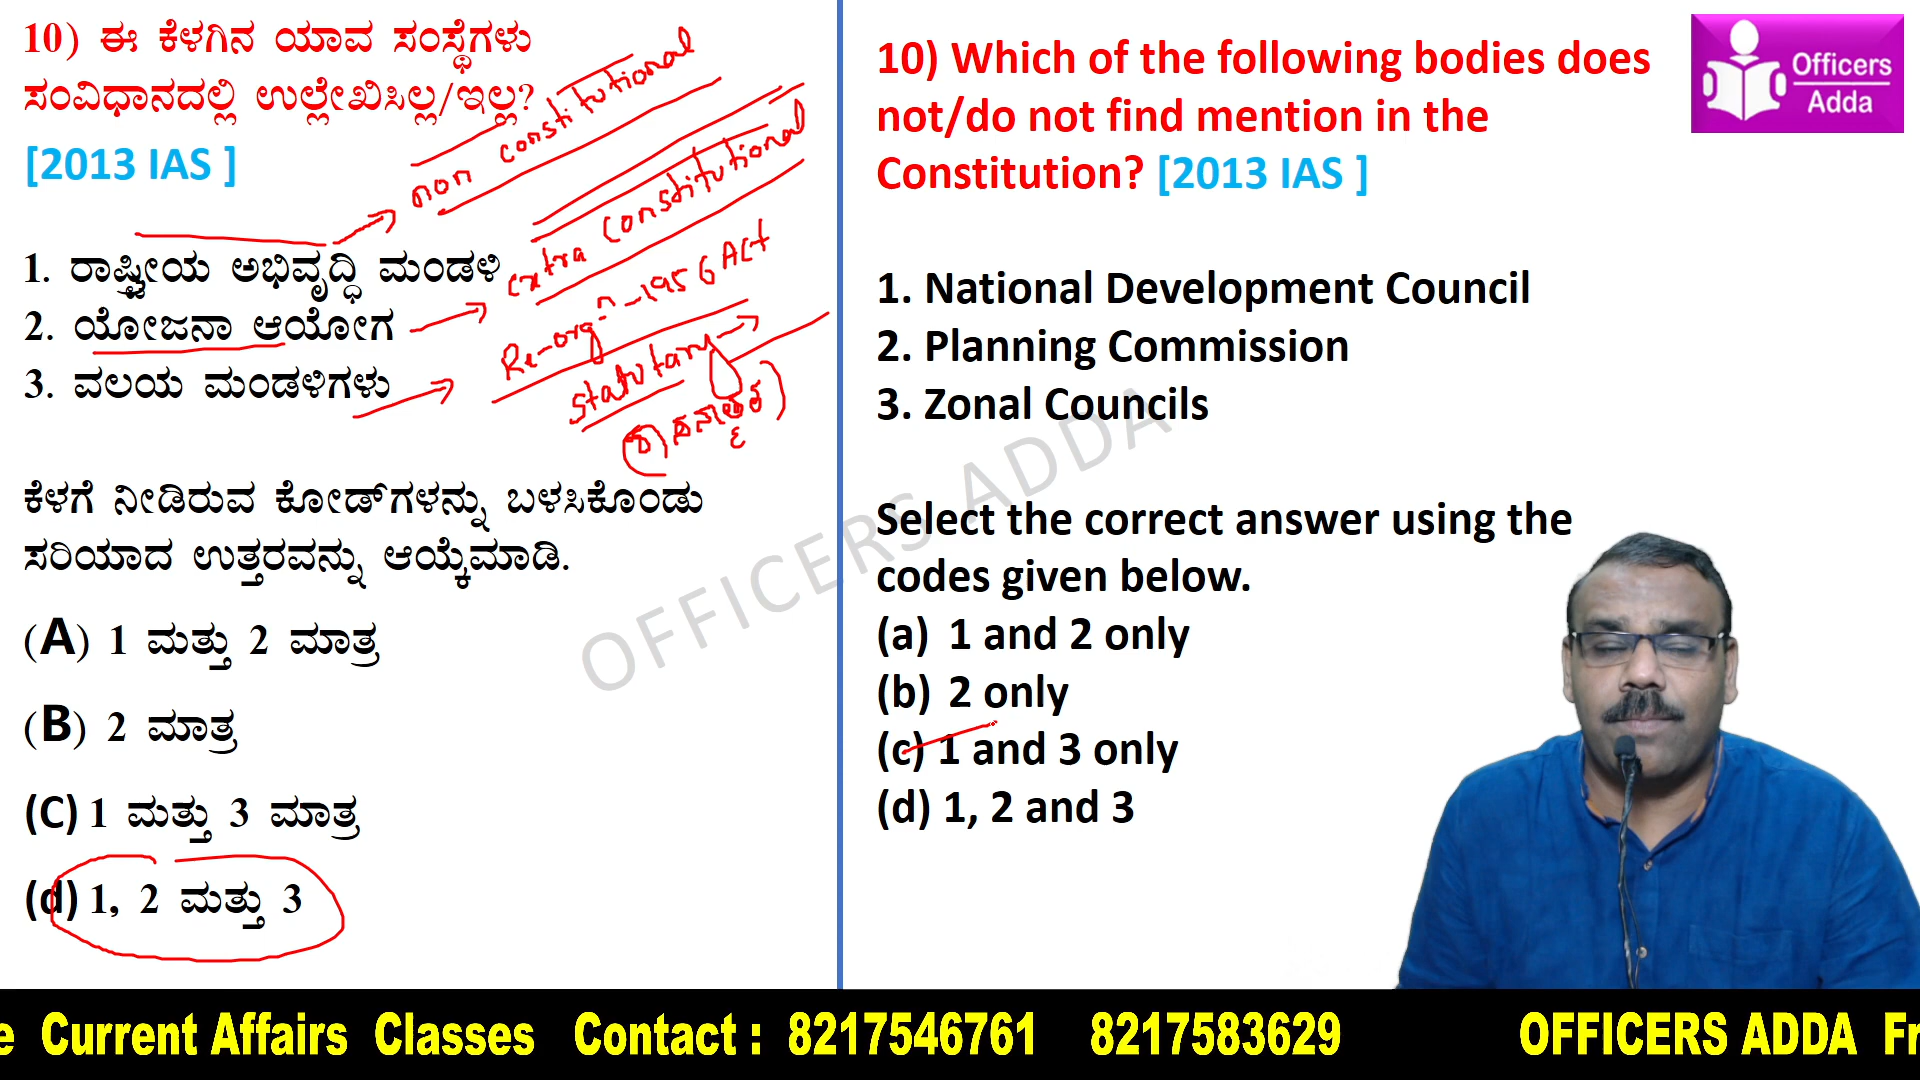 10) ಈ ಕೆಳಗಿನ ಯಾವ ಸಂಸ್ಥೆಗಳು
ಸಂವಿಧಾನದಲ್ಲಿ ಉಲ್ಲೇಖಿಸಿಲ್ಲ/ಇಲ್ಲ?
[2013 IAS ]
1. ರಾಷ್ಟ್ರೀಯ ಅಭಿವೃದ್ಧಿ ಮಂಡಳಿ
2. ಯೋಜನಾ ಆಯೋಗ
3. ವಲಯ ಮಂಡಳಿಗಳು
non constitutional
extra constitutional
Re-orgn-1956 Act
statutary
ಕೆಳಗೆ ನೀಡಿರುವ ಕೋಡ್‌ಗಳನ್ನು ಬಳಸಿಕೊಂಡು
ಸರಿಯಾದ ಉತ್ತರವನ್ನು ಆಯ್ಕೆಮಾಡಿ.
(A) 1 ಮತ್ತು 2 ಮಾತ್ರ
(B) 2 ಮಾತ್ರ
(C) 1 ಮತ್ತು 3 ಮಾತ್ರ
(d) 1, 2 ಮತ್ತು 3
10) Which of the following bodies does
not/do not find mention in the
Constitution? [2013 IAS ]
1. National Development Council
2. Planning Commission
3. Zonal Councils
Select the correct answer using the
codes given below.
(a) 1 and 2 only
(b) 2 only
(c) 1 and 3 only
(d) 1, 2 and 3
Officers
Adda
OFFICERS ADDA
e Current Affairs Classes Contact : 8217546761 8217583629 OFFICERS ADDA Fr